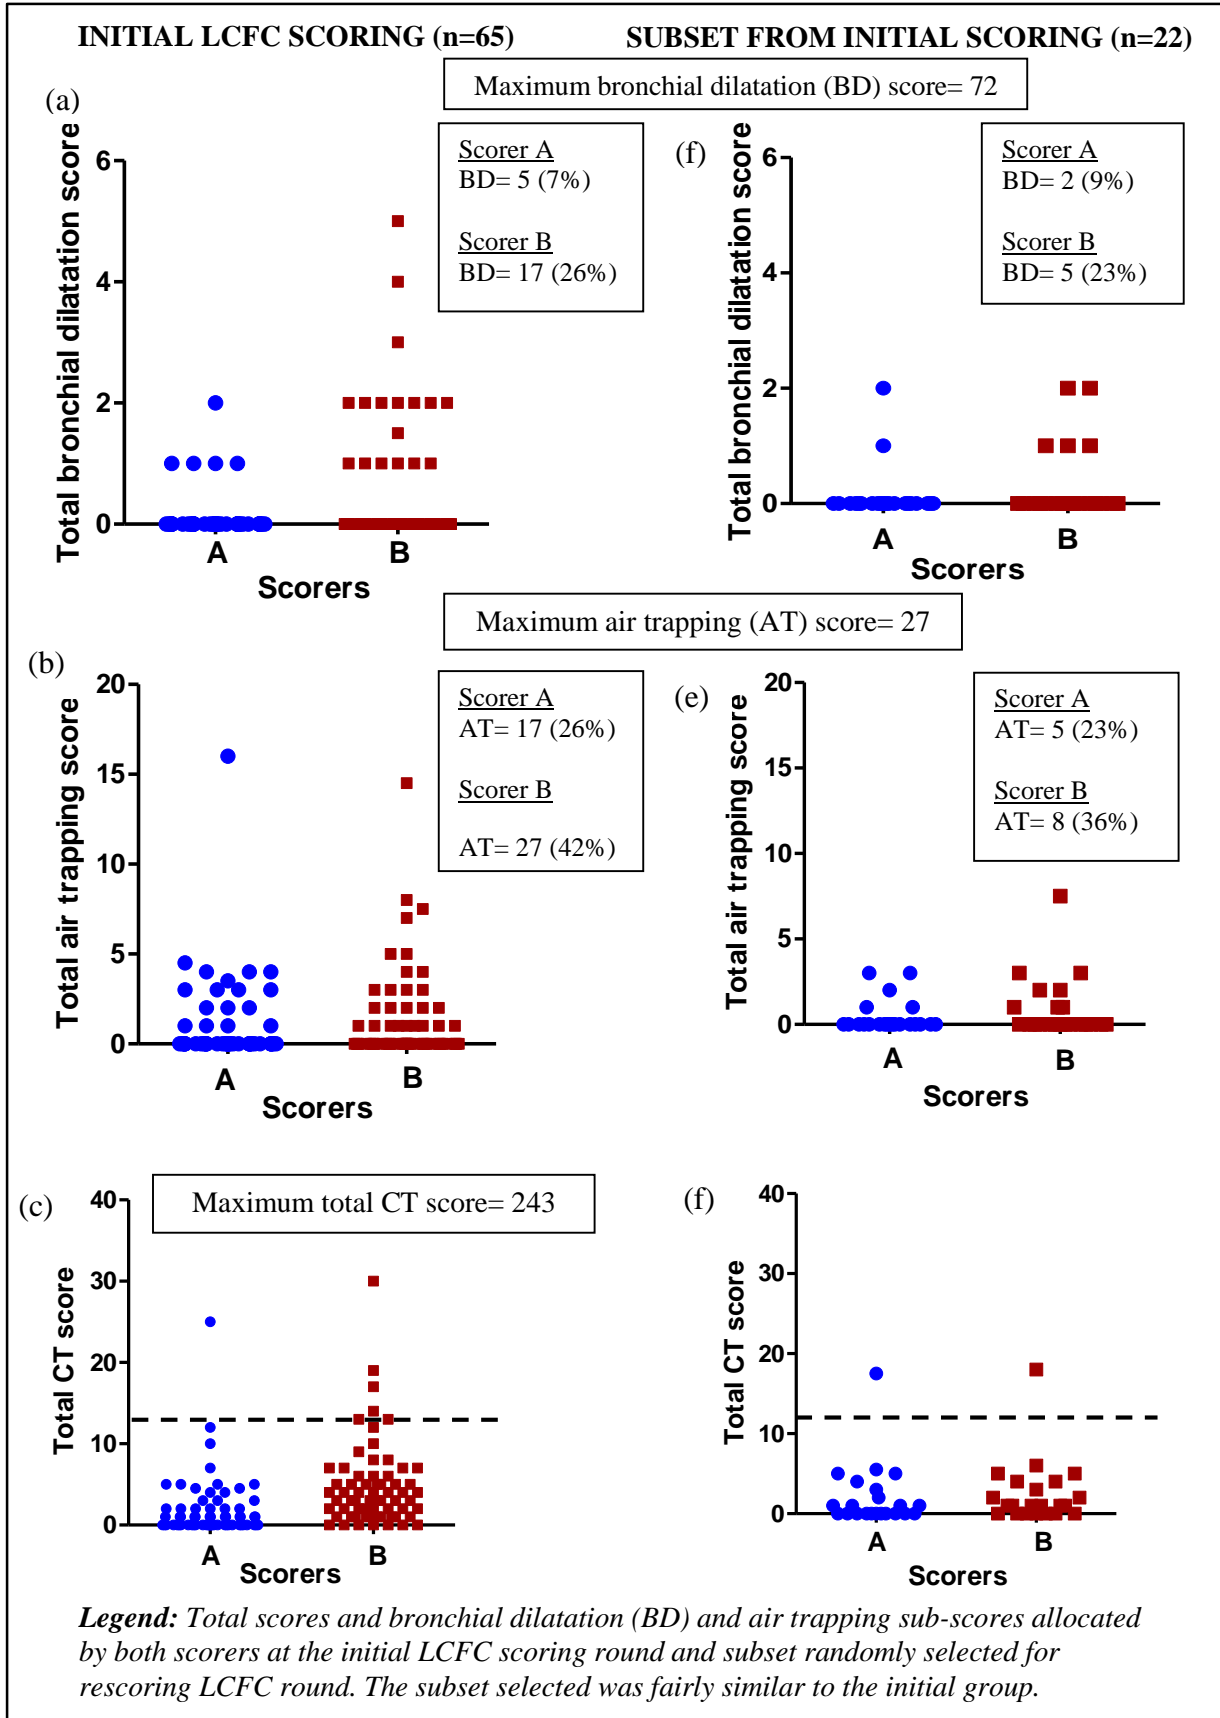 INITIAL LCFC SCORING (n=65)
SUBSET FROM INITIAL SCORING (n=22)
Maximum bronchial dilatation (BD) score= 72
(a)
Total bronchial dilatation score
6
4
2
0
A
B
Scorers
Scorer A
BD= 5 (7%)
Scorer B
BD= 17 (26%)
(f)
Total bronchial dilatation score
6
4
2
0
A
B
Scorers
Scorer A
BD= 2 (9%)
Scorer B
BD= 5 (23%)
Maximum air trapping (AT) score= 27
(b)
Total air trapping score
20
15
10
5
0
A
B
Scorers
Scorer A
AT= 17 (26%)
Scorer B
AT= 27 (42%)
(e)
Total air trapping score
20
15
10
5
0
A
B
Scorers
Scorer A
AT= 5 (23%)
Scorer B
AT= 8 (36%)
(c)
Maximum total CT score= 243
Total CT score
40
30
20
10
0
A
B
Scorers
(f)
Total CT score
40
30
20
10
0
A
B
Scorers
Legend: Total scores and bronchial dilatation (BD) and air trapping sub-scores allocated
by both scorers at the initial LCFC scoring round and subset randomly selected for
rescoring LCFC round. The subset selected was fairly similar to the initial group.